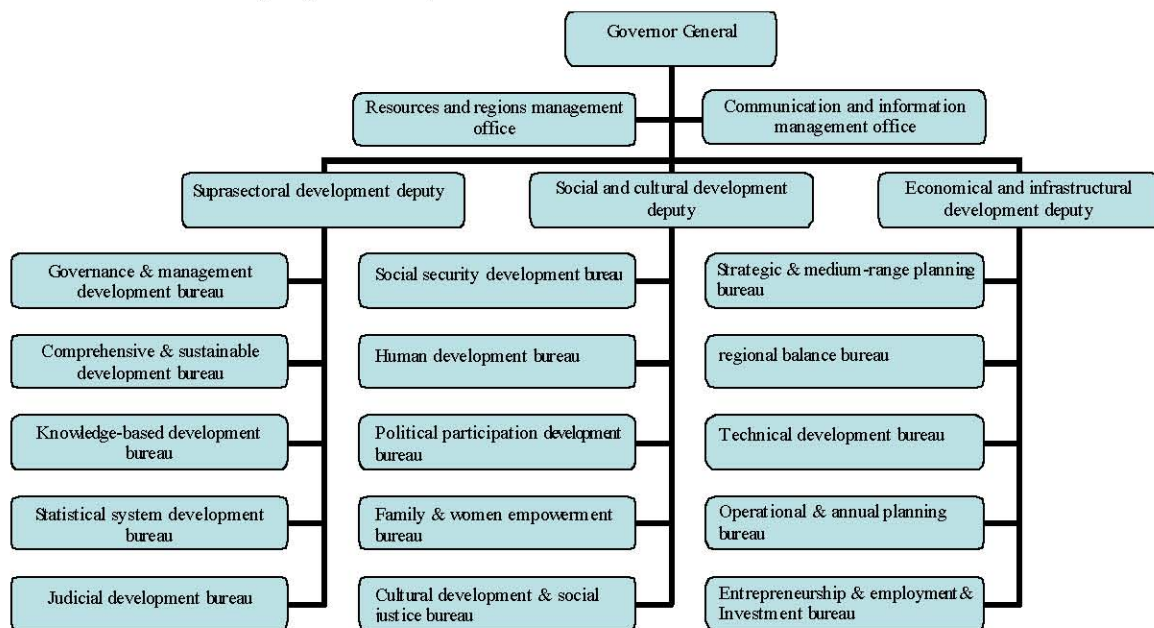 Governor General
Resources and regions management
office
Communication and information
management office
Suprasectoral development deputy
Social and cultural development
deputy
Economical and infrastructural
development deputy
Governance & management
development bureau
Social security development bureau
Strategic & medium-range planning
bureau
Comprehensive & sustainable
development bureau
Human development bureau
regional balance bureau
Knowledge-based development
bureau
Political participation development
bureau
Technical development bureau
Statistical system development
bureau
Family & women empowerment
bureau
Operational & annual planning
bureau
Judicial development bureau
Cultural development & social
justice bureau
Entrepreneurship & employment &
Investment bureau